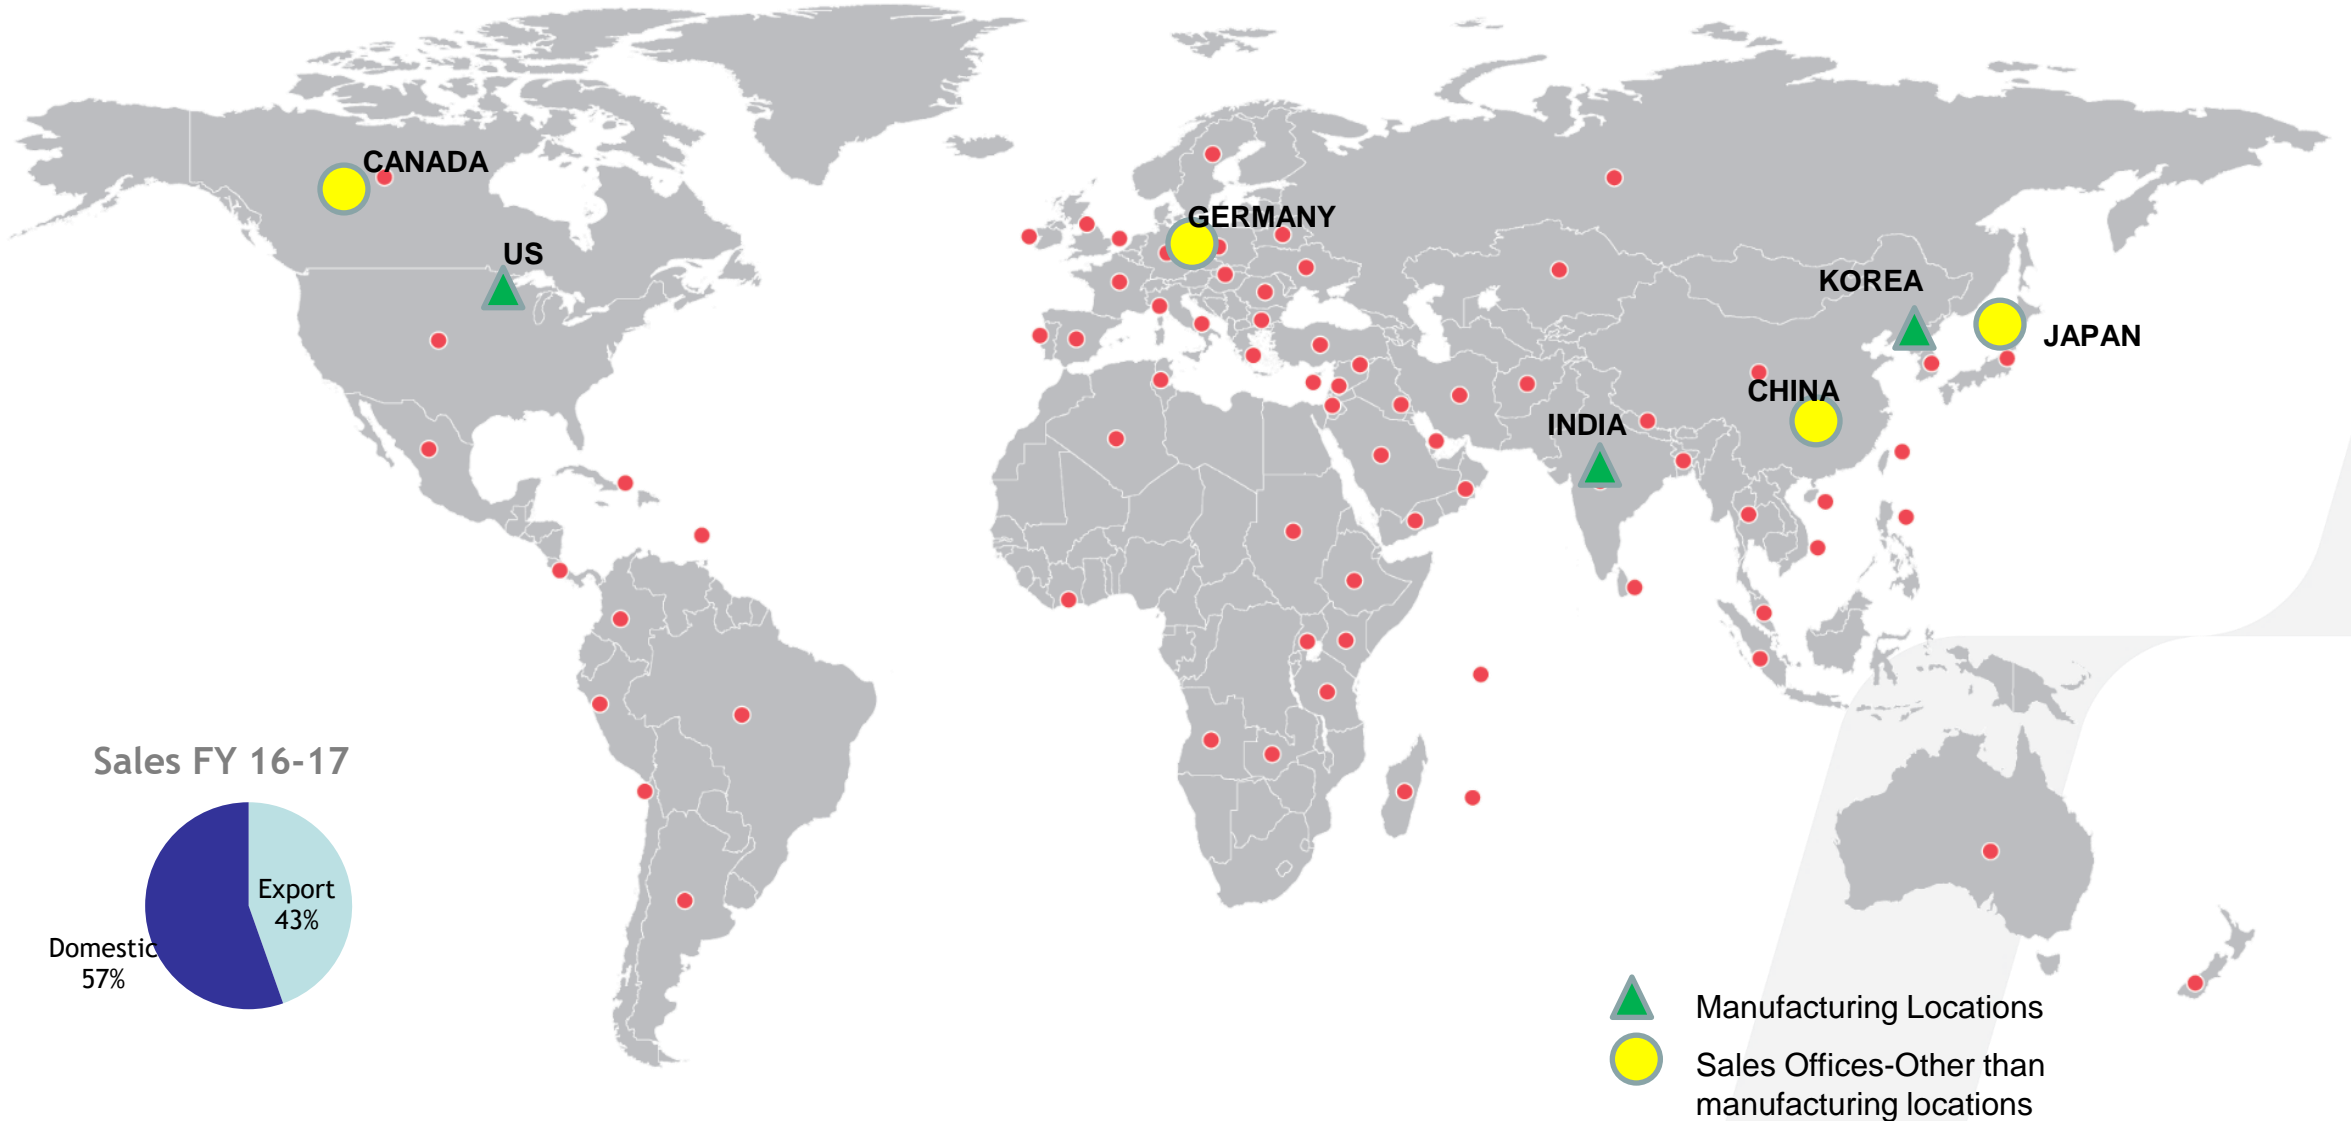 CANADA
US
GERMANY
KOREA
JAPAN
CHINA
INDIA
Sales FY 16-17
Export
43%
Domestic
57%
Manufacturing Locations
Sales Offices-Other than
manufacturing locations